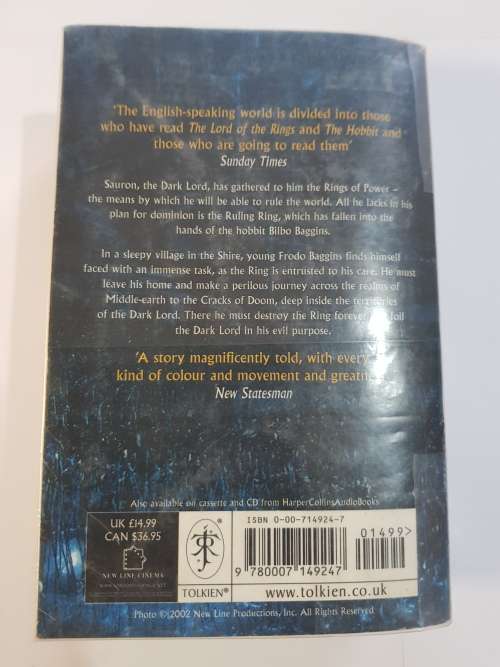 'The English-speaking world is divided into those
who have read The Lord of the Rings and The Hobbit and
those who are going to read them'
Sunday Times
Sauron, the Dark Lord, has gathered to him the Rings of Power –
the means by which he will be able to rule the world. All he lacks in his
plan for dominion is the Ruling Ring, which has fallen into the
hands of the hobbit Bilbo Baggins.
In a sleepy village in the Shire, young Frodo Baggins finds himself
faced with an immense task, as the Ring is entrusted to his care. He must
leave his home and make a perilous journey across the realms of
Middle-earth to the Cracks of Doom, deep inside the territories
of the Dark Lord. There he must destroy the Ring forever foil
the Dark Lord in his evil purpose.
'A story magnificently told, with every
kind of colour and movement and
New Statesman
Also available on cassette and CD from HarperCollinsAudioBooks
UK £14.99
CAN $36.95
NEW LINE CINEMA
TOLKIEN®
ISBN 0-00-714924-7
01499>
9 780007 149247
www.tolkien.co.uk
Photo © 2002 New Line Productions, Inc. All Rights Reserved